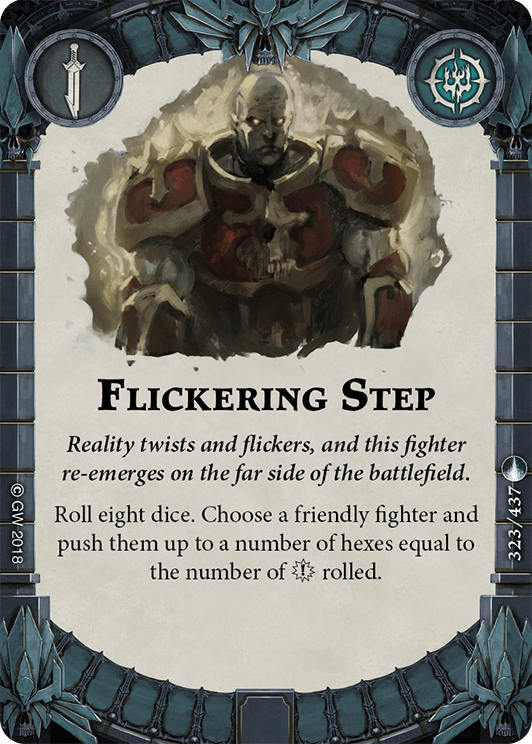 FLICKERING STEP
Reality twists and flickers, and this fighter
re-emerges on the far side of the battlefield.
Roll eight dice. Choose a friendly fighter and
push them up to a number of hexes equal to
the number of ! rolled.
© GW 2018
323/437